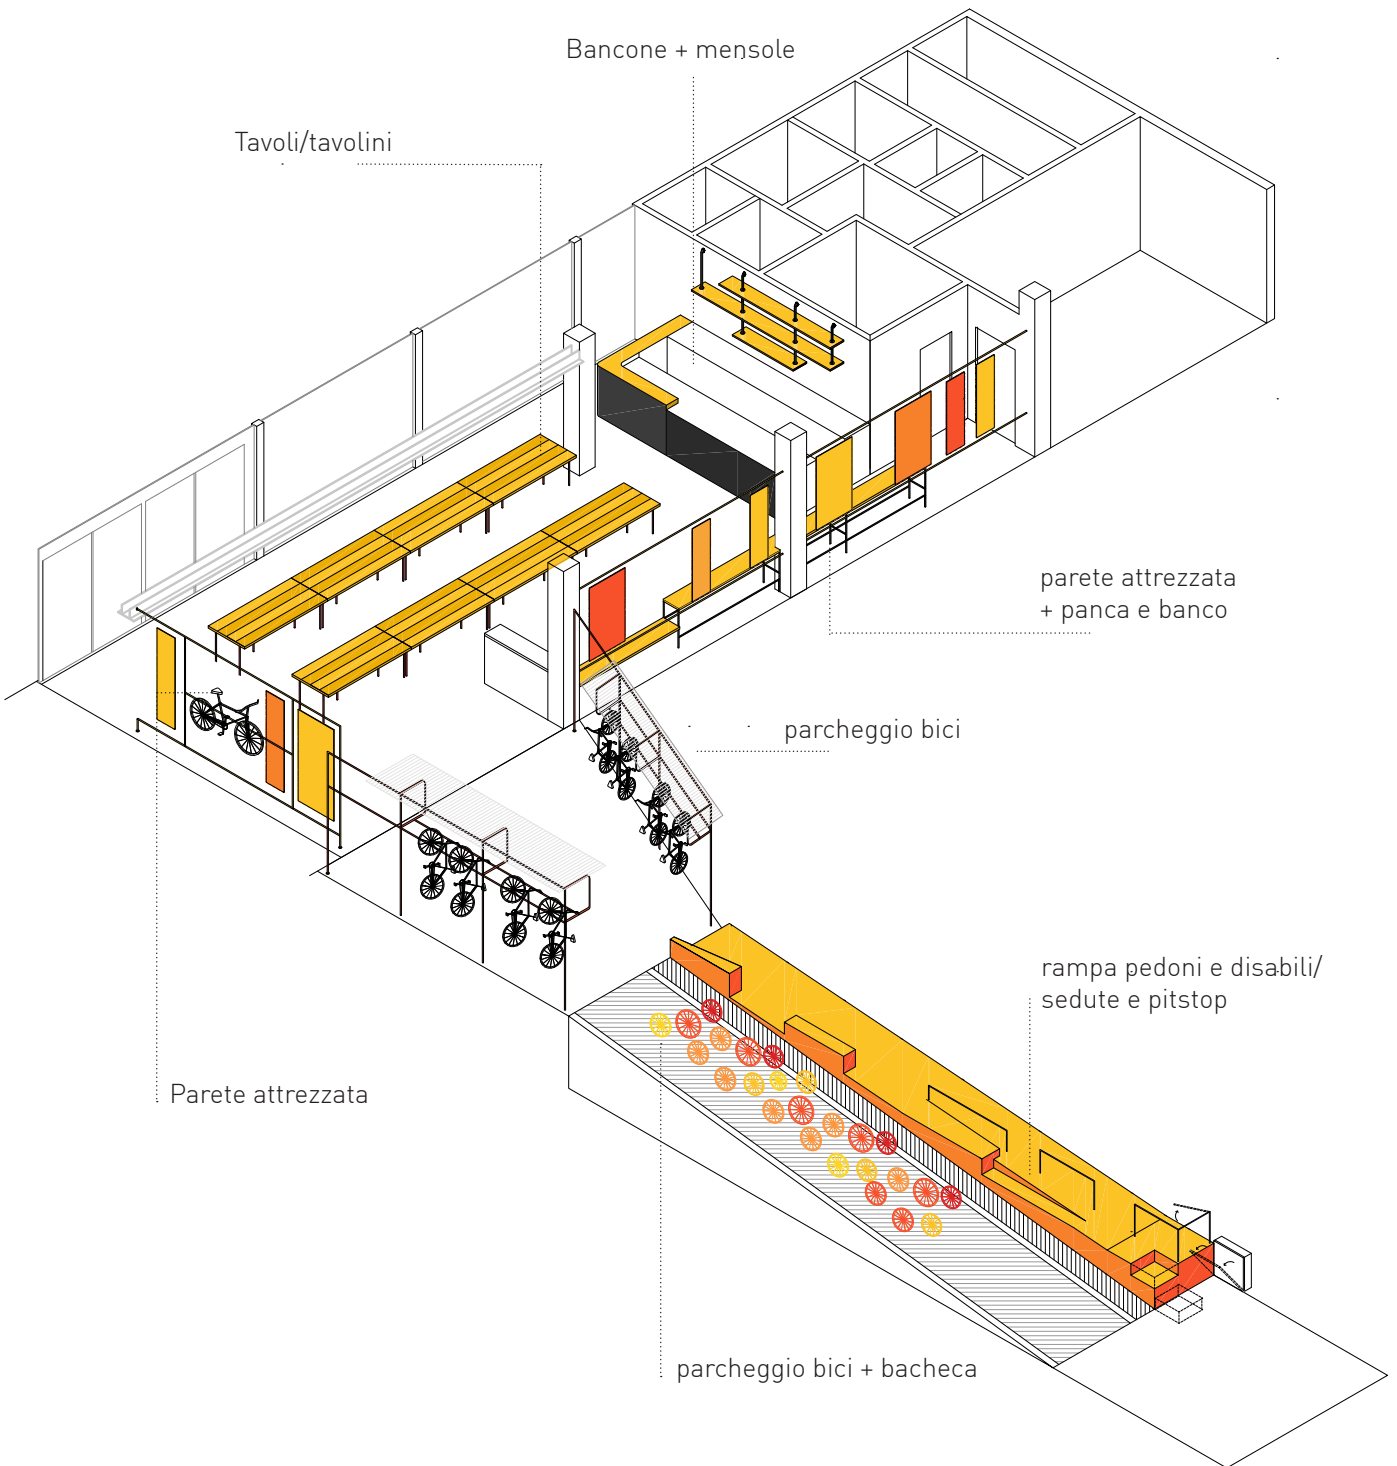 Bancone + mensole
Tavoli/tavolini
parete attrezzata
+ panca e banco
parcheggio bici
rampa pedoni e disabili/
sedute e pitstop
Parete attrezzata
parcheggio bici + bacheca